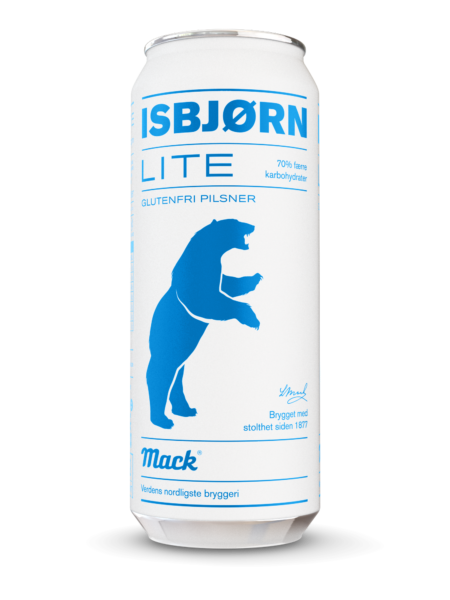 ISBJØRN
LITE
70% færre
karbohydrater
GLUTENFRI PILSNER
Brygget med
stolthet siden 1877
Mack®
Verdens nordligste bryggeri